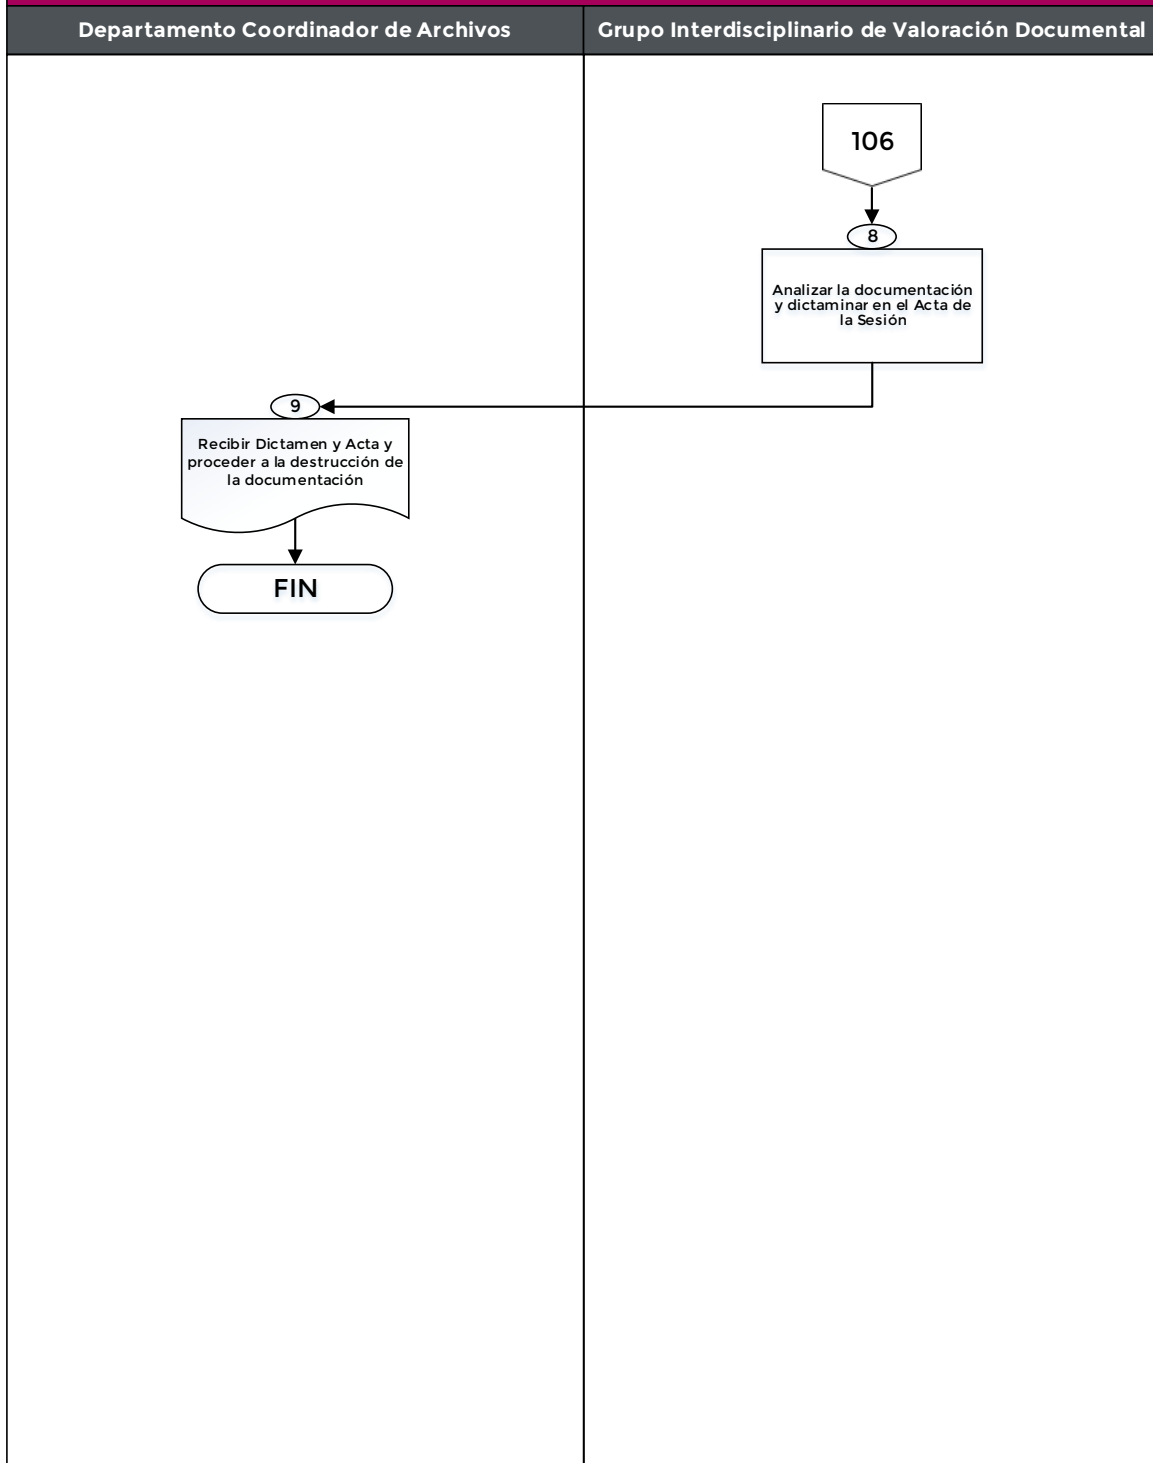 Departamento Coordinador de Archivos
Grupo Interdisciplinario de Valoración Documental
106
8
Analizar la documentación
y dictaminar en el Acta de
la Sesión
9
Recibir Dictamen y Acta y
proceder a la destrucción de
la documentación
FIN